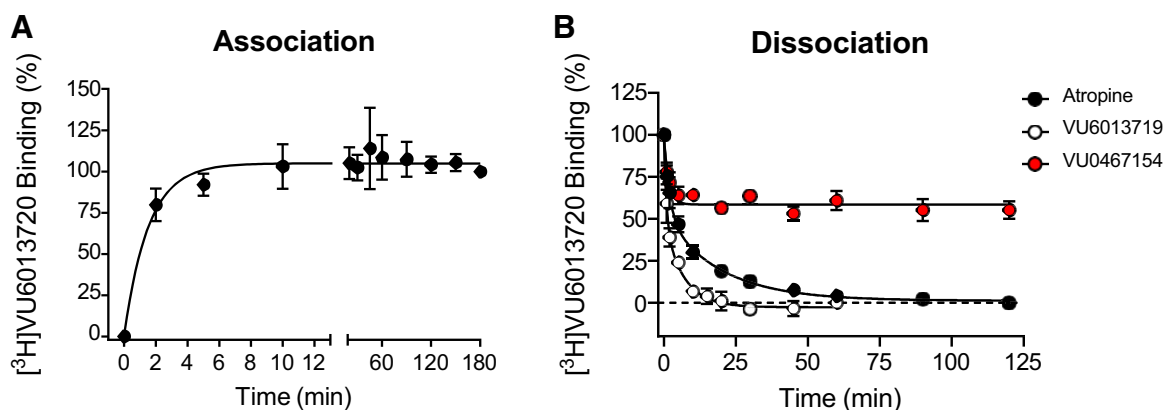 A
Association
[³H]VU6013720 Binding (%)
150
125
100
75
50
25
0
0 2 4 6 8 10 12 60 120 180
Time (min)
B
Dissociation
[³H]VU6013720 Binding (%)
125
100
75
50
25
0
0 25 50 75 100 125
Time (min)
Atropine
VU6013719
VU0467154